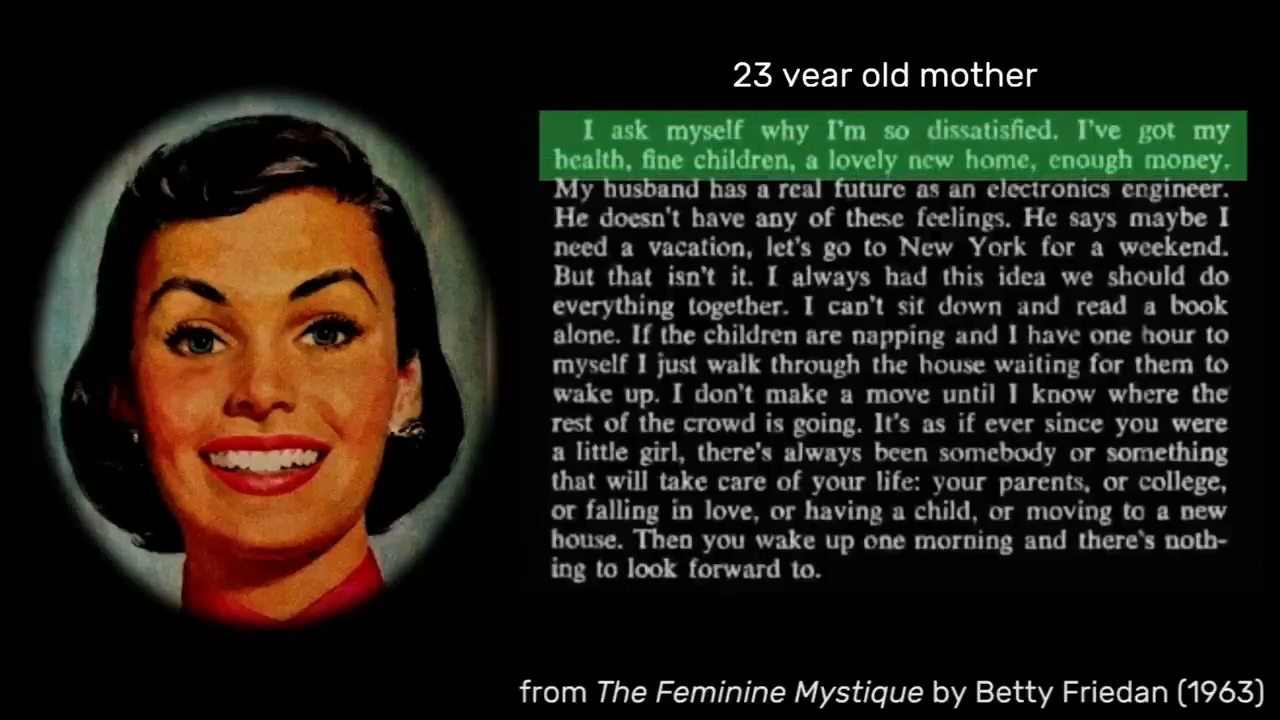 23 year old mother
I ask myself why I'm so dissatisfied. I've got my
health, fine children, a lovely new home, enough money.
My husband has a real future as an electronics engineer.
He doesn't have any of these feelings. He says maybe I
need a vacation, let's go to New York for a weekend.
But that isn't it. I always had this idea we should do
everything together. I can't sit down and read a book
alone. If the children are napping and I have one hour to
myself I just walk through the house waiting for them to
wake up. I don't make a move until I know where the
rest of the crowd is going. It's as if ever since you were
a little girl, there's always been somebody or something
that will take care of your life: your parents, or college,
or falling in love, or having a child, or moving to a new
house. Then you wake up one morning and there's noth-
ing to look forward to.
from The Feminine Mystique by Betty Friedan (1963)